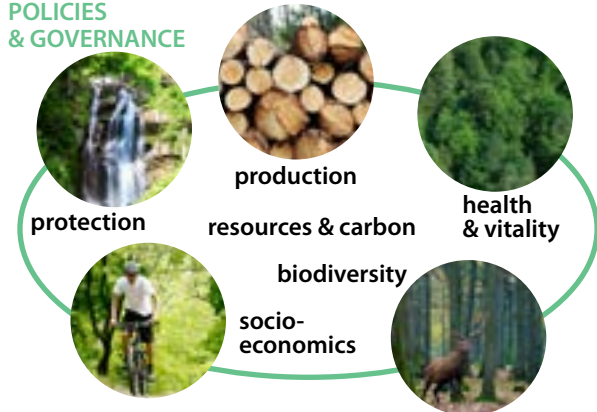 POLICIES
& GOVERNANCE
production
protection
resources & carbon
health
& vitality
biodiversity
socio-
economics